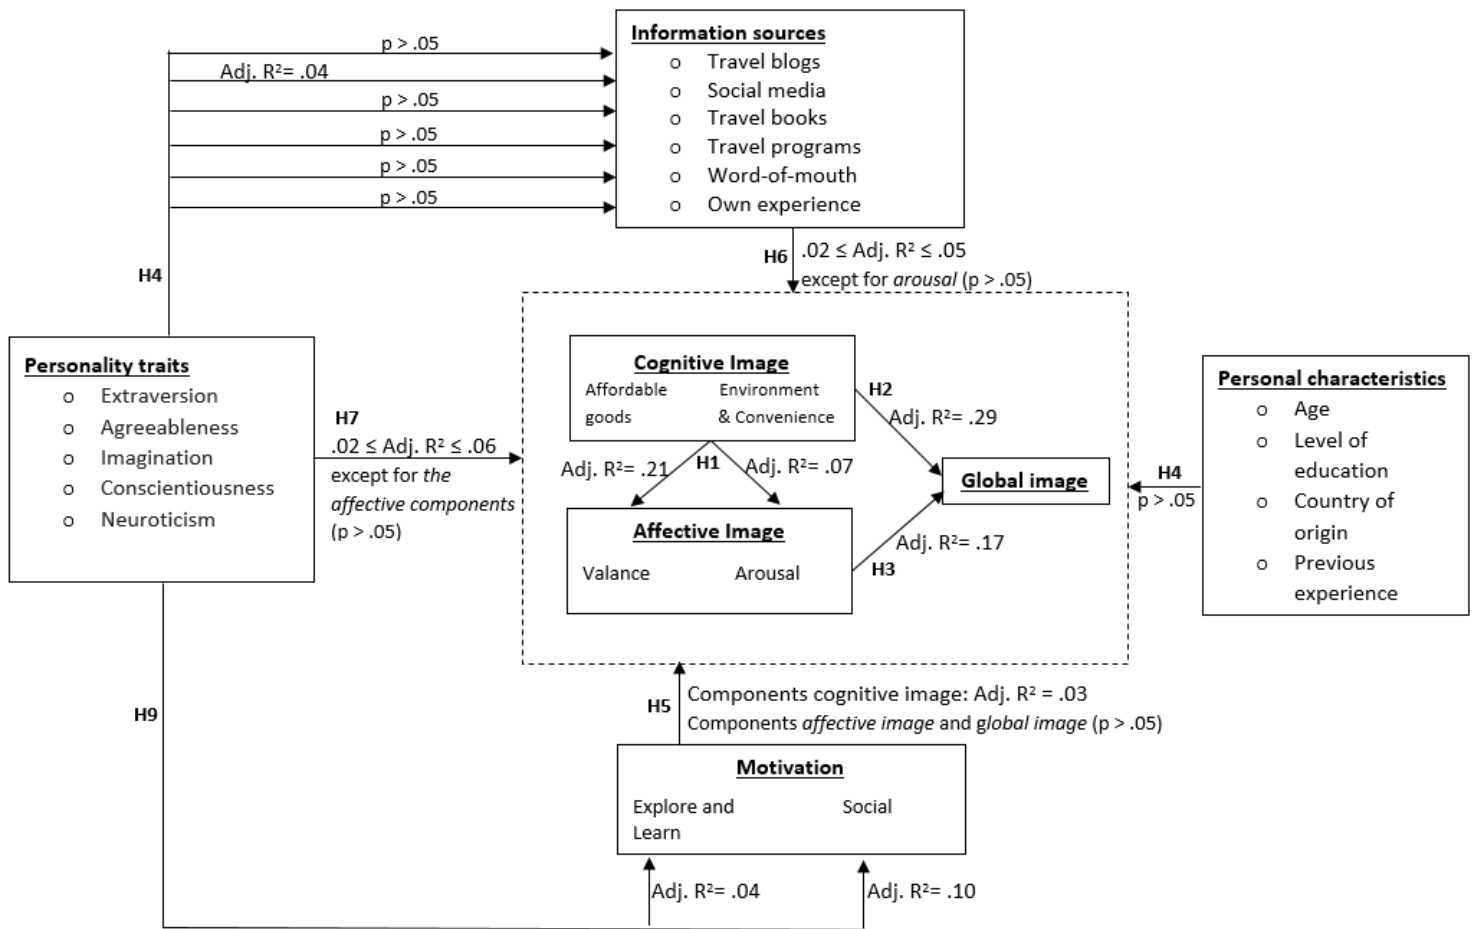 p > .05
Adj. R²= .04
p > .05
p > .05
p > .05
p > .05
Information sources
o Travel blogs
o Social media
o Travel books
o Travel programs
o Word-of-mouth
o Own experience
H4
H6
.02 ≤ Adj. R² ≤ .05
except for arousal (p > .05)
Personality traits
o Extraversion
o Agreeableness
o Imagination
o Conscientiousness
o Neuroticism
H7
.02 ≤ Adj. R² ≤ .06
except for the
affective components
(p > .05)
Cognitive Image
Affordable
goods
Environment
& Convenience
H2
Adj. R²= .29
Adj. R²= .21
H1
Adj. R²= .07
Global image
Affective Image
Valance
Arousal
Adj. R²= .17
H3
H4
p > .05
Personal characteristics
o Age
o Level of
education
o Country of
origin
o Previous
experience
H9
H5
Components cognitive image: Adj. R² = .03
Components affective image and global image (p > .05)
Motivation
Explore and
Learn
Social
Adj. R²= .04
Adj. R²= .10